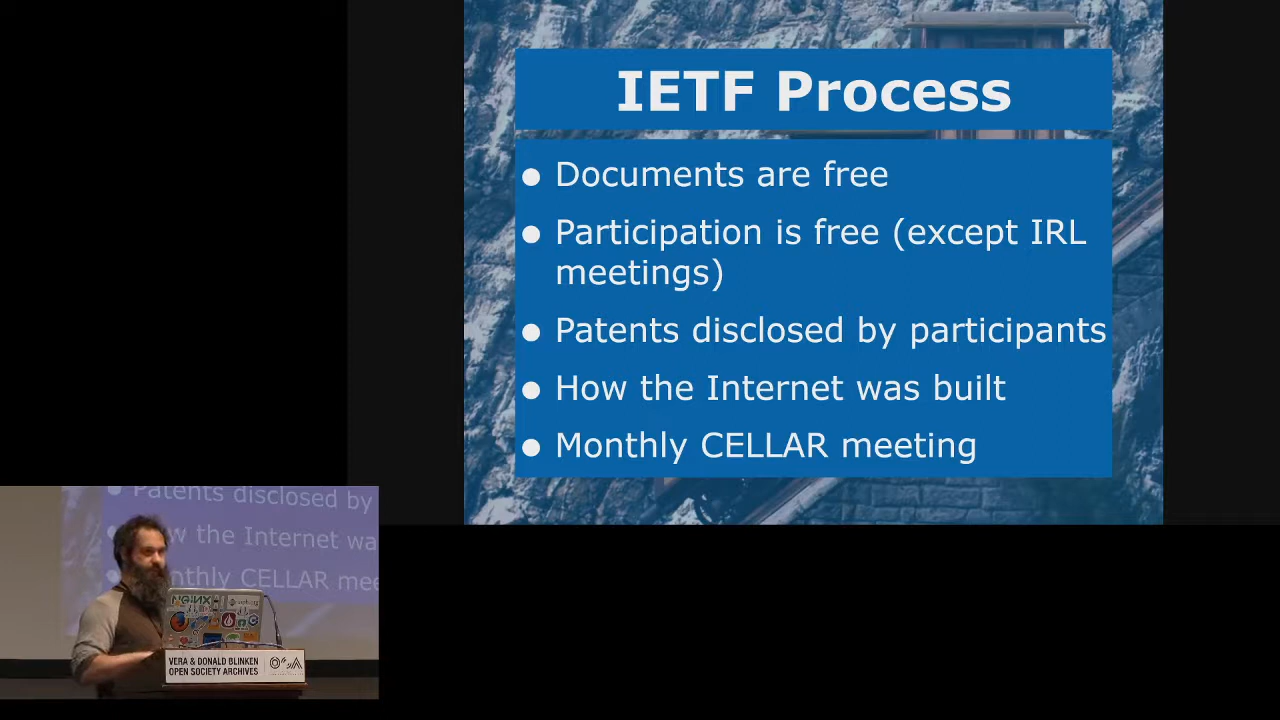 IETF Process
● Documents are free
● Participation is free (except IRL
meetings)
● Patents disclosed by participants
● How the Internet was built
● Monthly CELLAR meeting
Patents disclosed by
w the Internet wa
nthly CELLAR mee
NGINX
VERA & DONALD BLINKEN
OPEN SOCIETY ARCHIVES